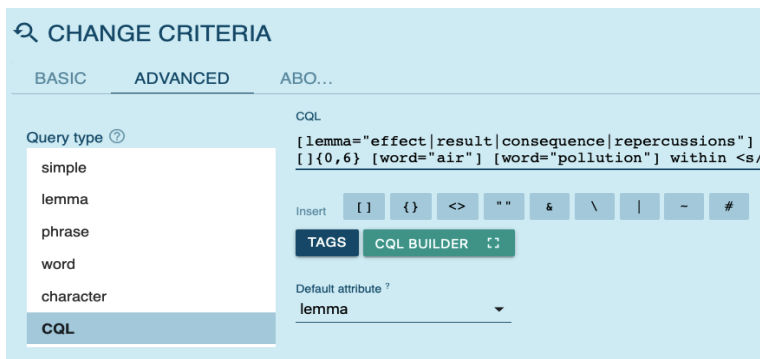 CHANGE CRITERIA
BASIC ADVANCED ABO...
Query type ?
simple
lemma
phrase
word
character
CQL
CQL
[lemma="effect|result|consequence|repercussions"]
[]{0,6} [word="air"] [word="pollution"] within <s/
Insert [] {} <> "" & \ | ~ #
TAGS CQL BUILDER
Default attribute ?
lemma